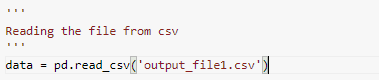 '''
Reading the file from csv
'''
data = pd.read_csv('output_file1.csv')